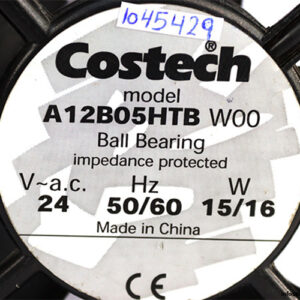 1045429
Costech®
model
A12B05HTB W00
Ball Bearing
impedance protected
V~a.c. Hz W
24 50/60 15/16
Made in China
CE